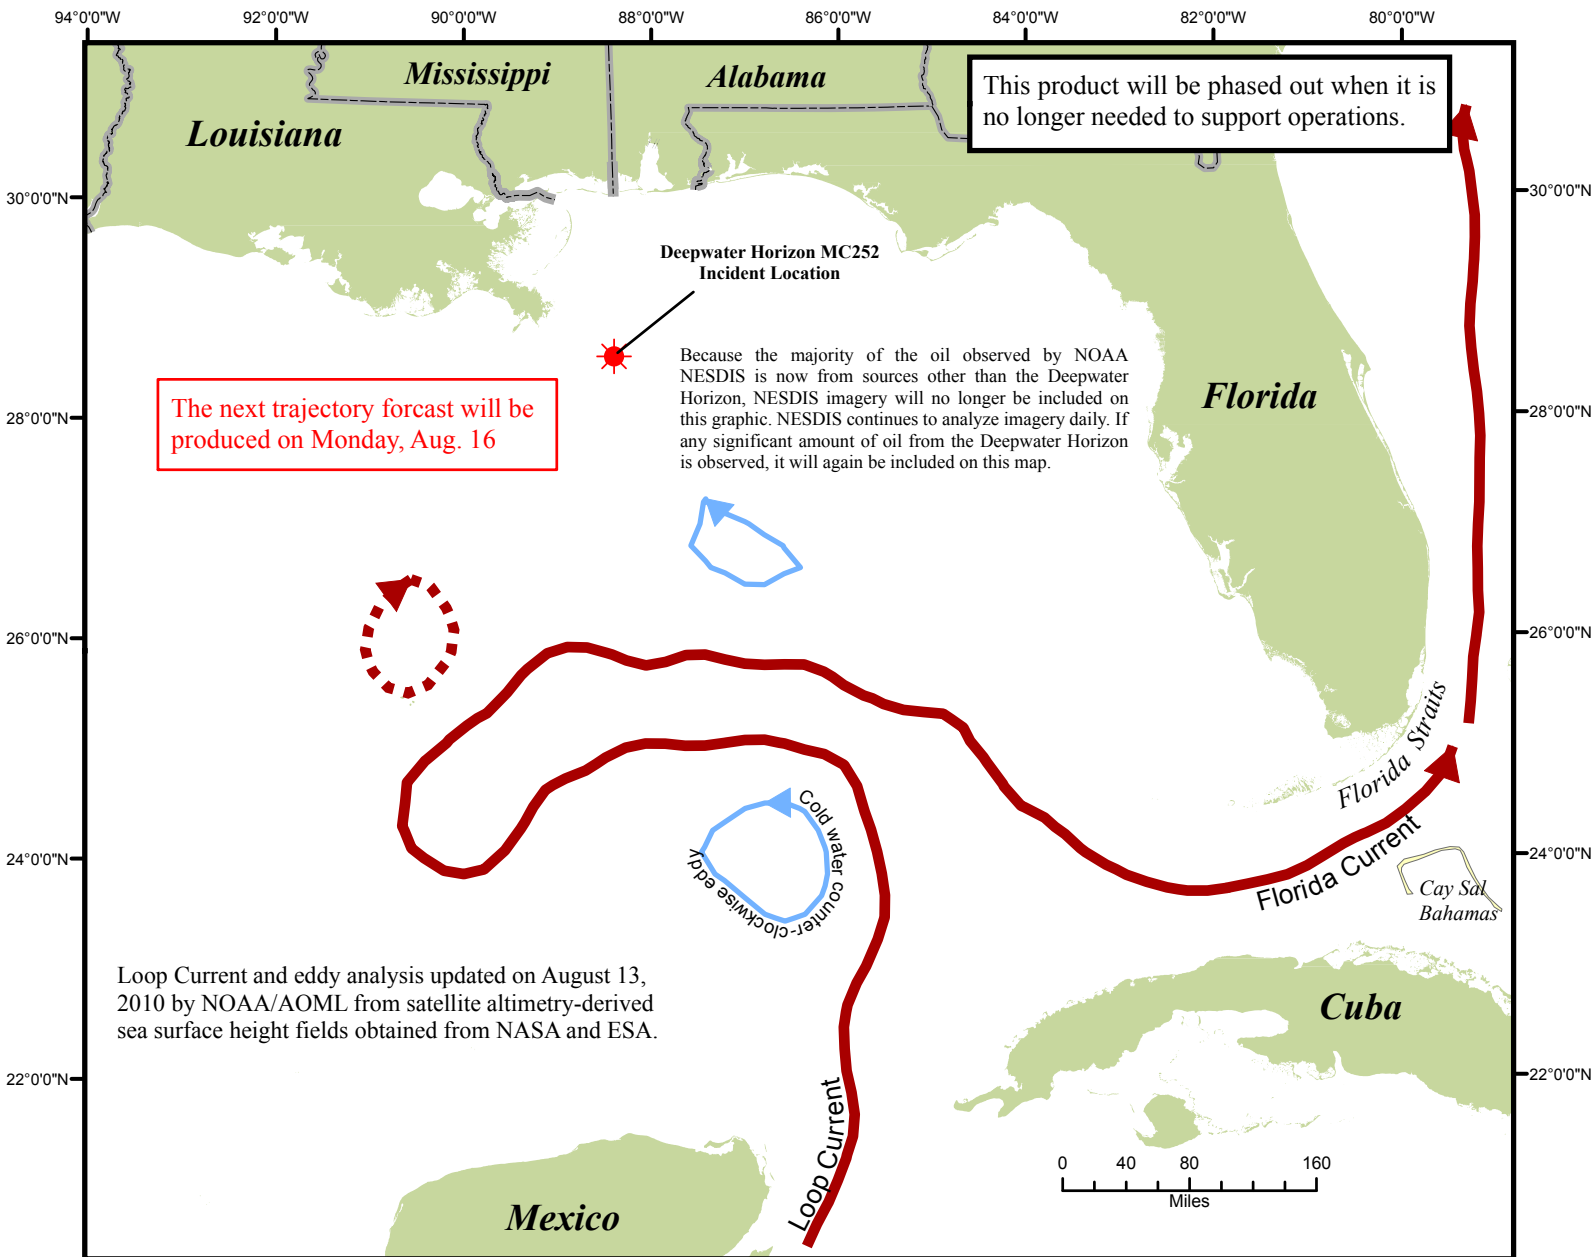 94°0'0"W 92°0'0"W 90°0'0"W 88°0'0"W 86°0'0"W 84°0'0"W 82°0'0"W 80°0'0"W
Mississippi
Alabama
Louisiana
This product will be phased out when it is
no longer needed to support operations.
30°0'0"N
30°0'0"N
Deepwater Horizon MC252
Incident Location
Because the majority of the oil observed by NOAA
NESDIS is now from sources other than the Deepwater
Horizon, NESDIS imagery will no longer be included on
this graphic. NESDIS continues to analyze imagery daily. If
any significant amount of oil from the Deepwater Horizon
is observed, it will again be included on this map.
The next trajectory forcast will be
produced on Monday, Aug. 16
Florida
28°0'0"N
28°0'0"N
26°0'0"N
26°0'0"N
Florida Straits
Cold water counter-clockwise eddy
Florida Current
24°0'0"N
24°0'0"N
Cay Sal
Bahamas
Loop Current and eddy analysis updated on August 13,
2010 by NOAA/AOML from satellite altimetry-derived
sea surface height fields obtained from NASA and ESA.
Cuba
22°0'0"N
22°0'0"N
Loop Current
Mexico
0 40 80 160
Miles